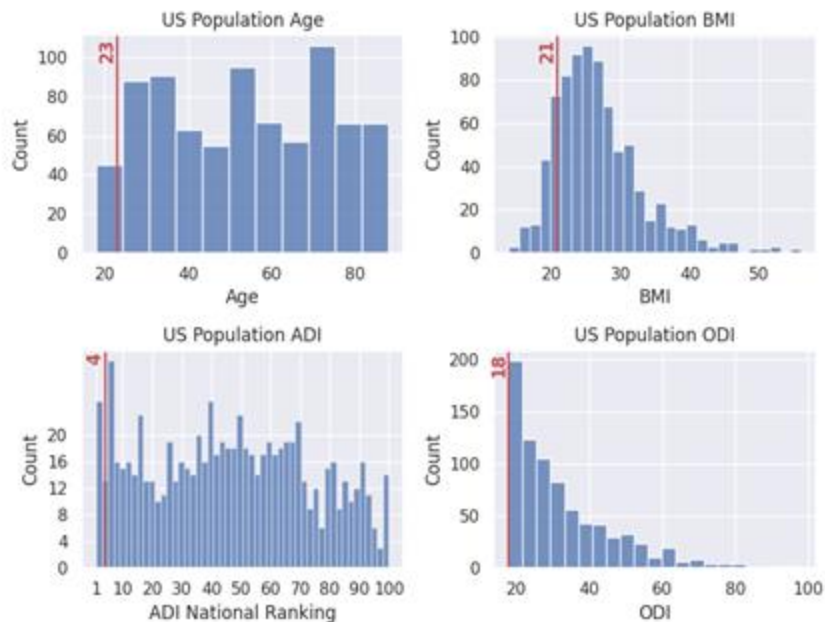 US Population Age
23
100
80
60
40
20
0
Count
20 40 60 80
Age
US Population BMI
21
100
80
60
40
20
0
Count
20 30 40 50
BMI
US Population ADI
4
20
16
12
8
4
0
Count
1 10 20 30 40 50 60 70 80 90 100
ADI National Ranking
US Population ODI
18
200
150
100
50
0
Count
20 40 60 80 100
ODI